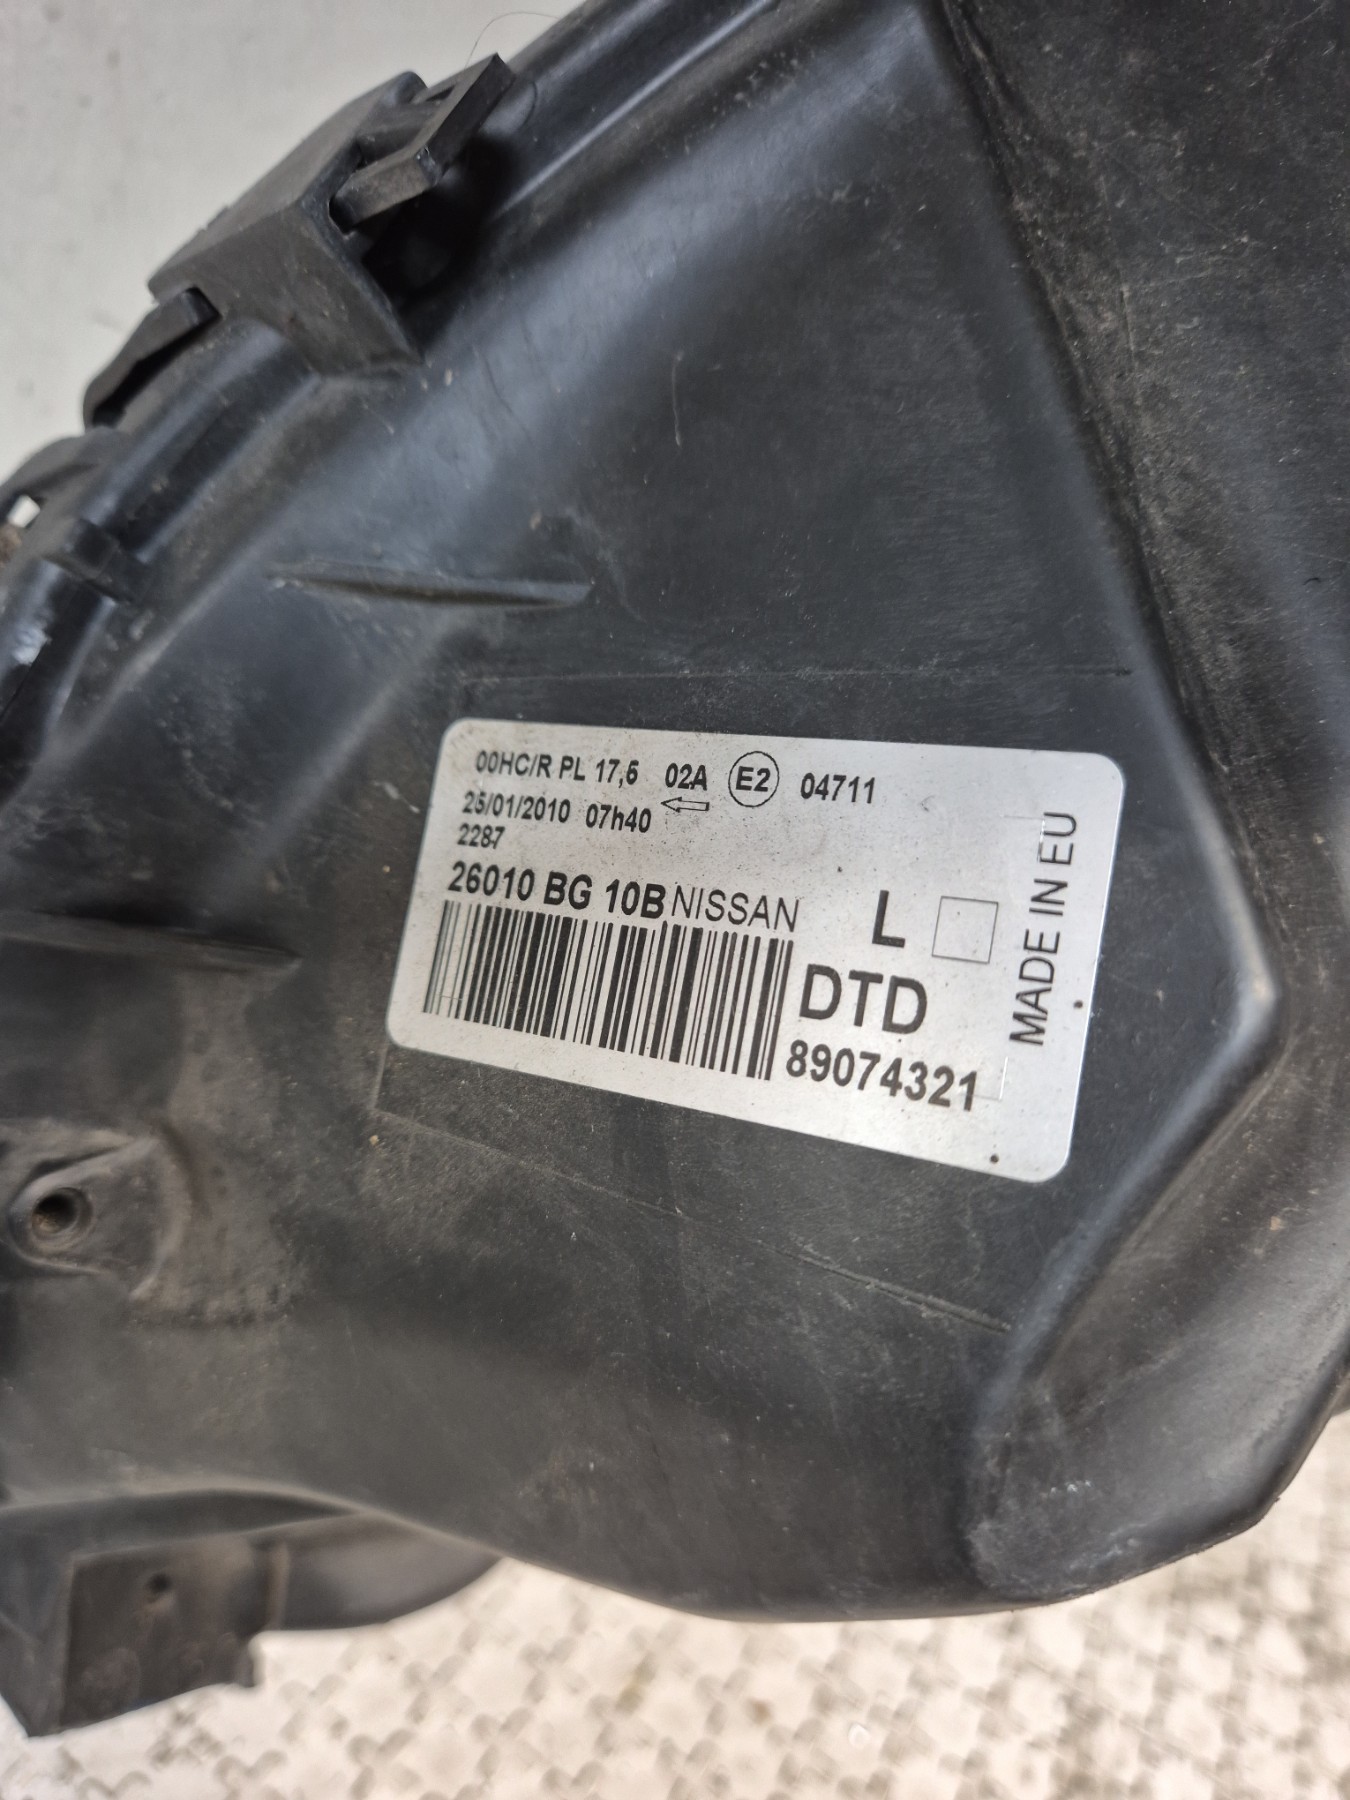 00HC/R PL 17,5 02A E2 04711
25/01/2010 07h40
2287
26010 BG 10B NISSAN L
DTD
89074321
MADE IN EU